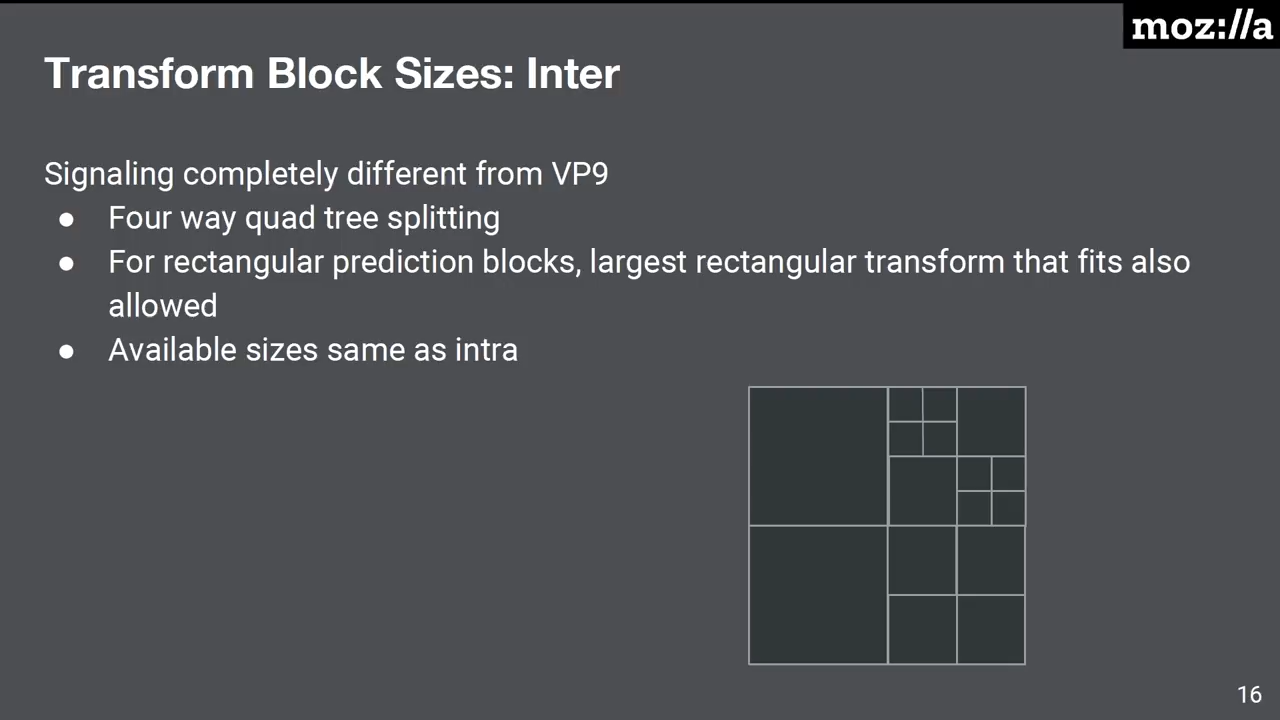 moz://a
Transform Block Sizes: Inter
Signaling completely different from VP9
● Four way quad tree splitting
● For rectangular prediction blocks, largest rectangular transform that fits also
allowed
● Available sizes same as intra
16